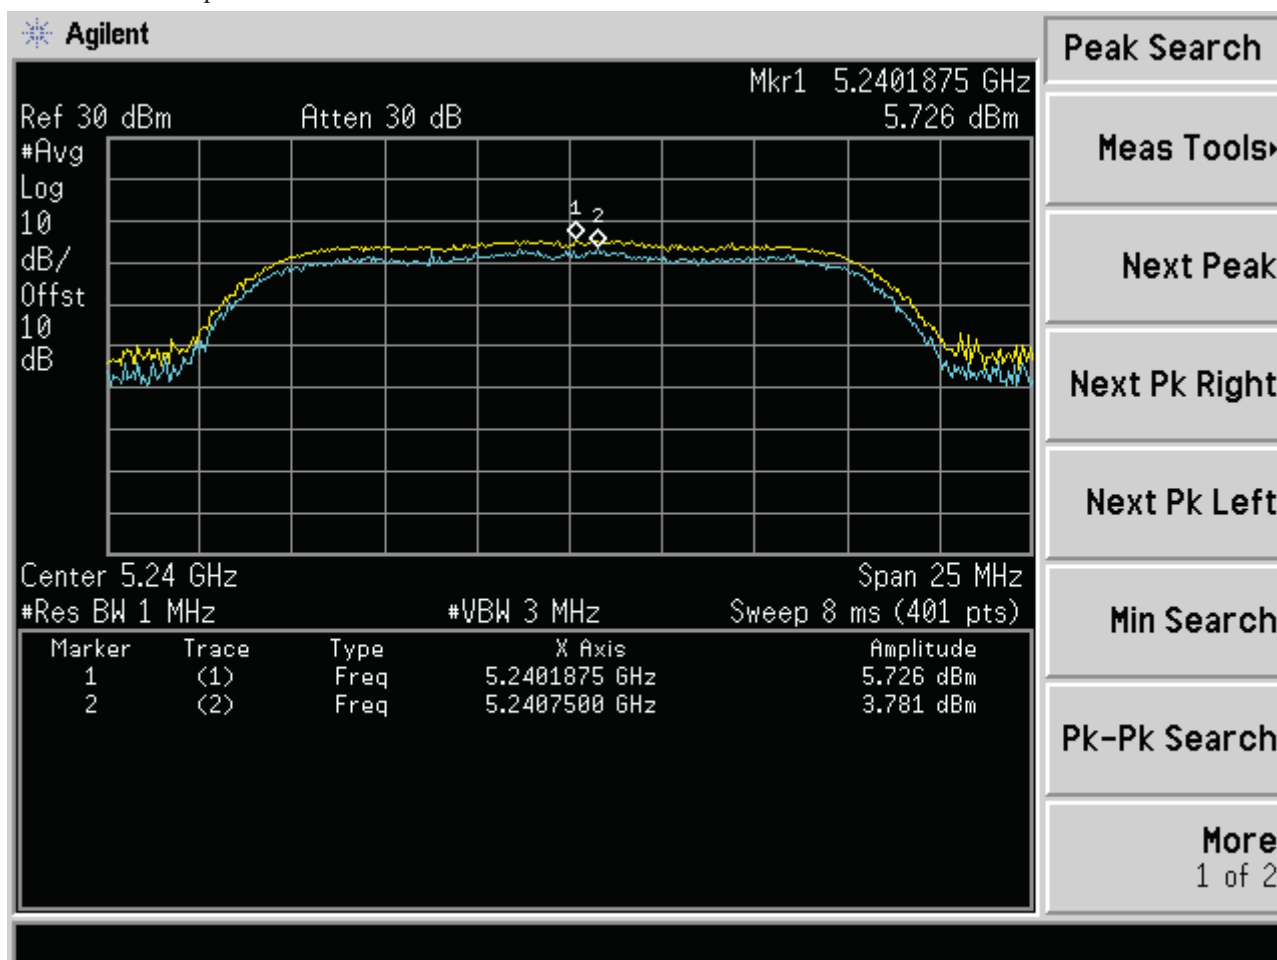 Agilent
Peak Search
Mkr1 5.2401875 GHz
Ref 30 dBm Atten 30 dB 5.726 dBm
#Avg
Log
10
dB/
Offst
10
dB
1 2
Center 5.24 GHz Span 25 MHz
#Res BW 1 MHz #VBW 3 MHz Sweep 8 ms (401 pts)
Marker Trace Type X Axis Amplitude
1 (1) Freq 5.2401875 GHz 5.726 dBm
2 (2) Freq 5.2407500 GHz 3.781 dBm
Meas Tools
Next Peak
Next Pk Right
Next Pk Left
Min Search
Pk-Pk Search
More
1 of 2